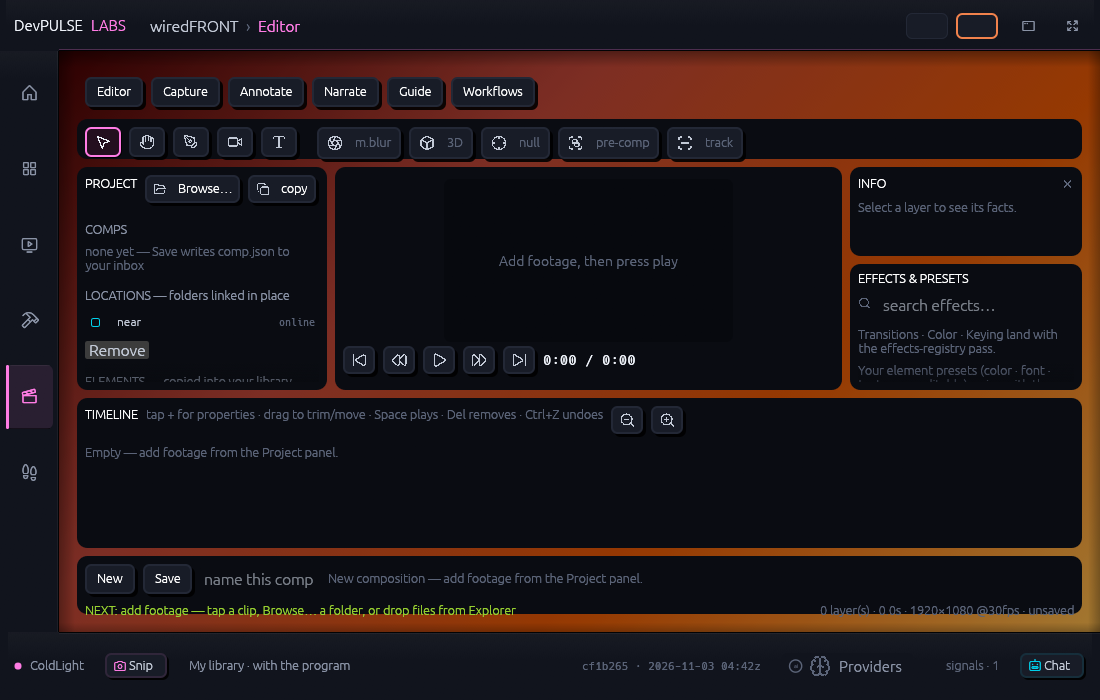 DevPULSE LABS wiredFRONT › Editor
Editor Capture Annotate Narrate Guide Workflows
T m.blur 3D null pre-comp track
PROJECT Browse... copy
COMPS
none yet — Save writes comp.json to
your inbox
LOCATIONS — folders linked in place
near online
Remove
ELEMENTS — copied into your library
Add footage, then press play
0:00 / 0:00
INFO ×
Select a layer to see its facts.
EFFECTS & PRESETS
search effects...
Transitions · Color · Keying land with
the effects-registry pass.
Your element presets (color · font ·
TIMELINE tap + for properties · drag to trim/move · Space plays · Del removes · Ctrl+Z undoes
Empty — add footage from the Project panel.
New Save name this comp New composition — add footage from the Project panel.
NEXT: add footage — tap a clip, Browse... a folder, or drop files from Explorer 0 layer(s) · 0.0s · 1920×1080 @30fps · unsaved
ColdLight Snip My library · with the program cf1b265 · 2026-11-03 04:42z Providers signals · 1 Chat